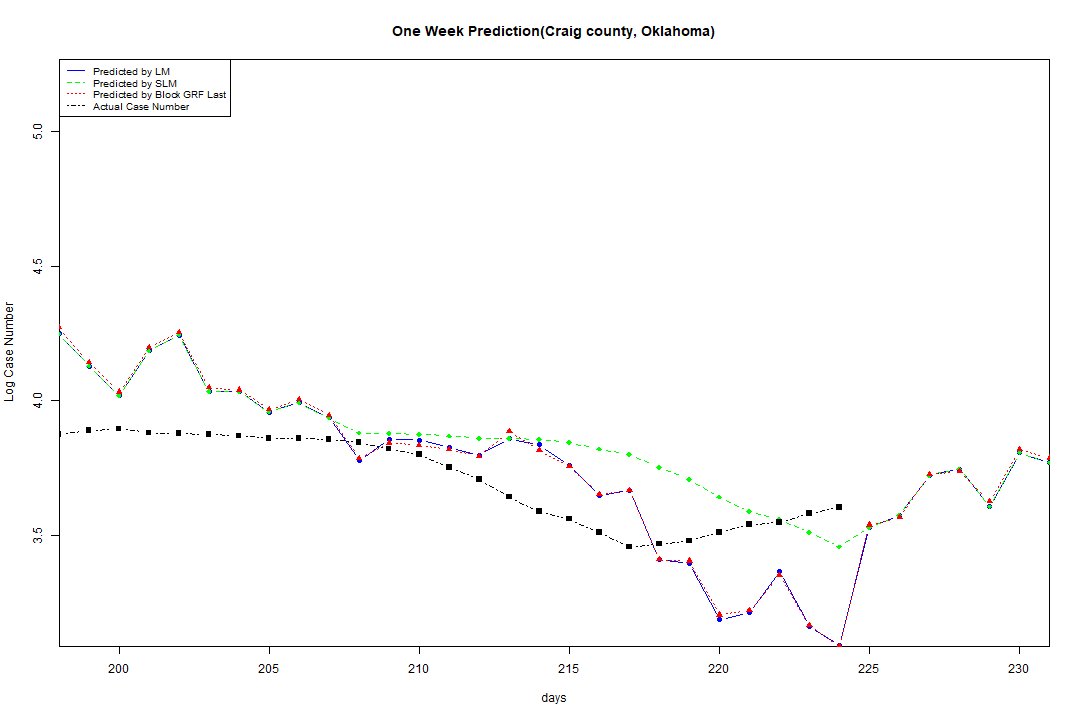 One Week Prediction(Craig county, Oklahoma)
Predicted by LM
Predicted by SLM
Predicted by Block GRF Last
Actual Case Number
Log Case Number
5.0
4.5
4.0
3.5
200 205 210 215 220 225 230
days